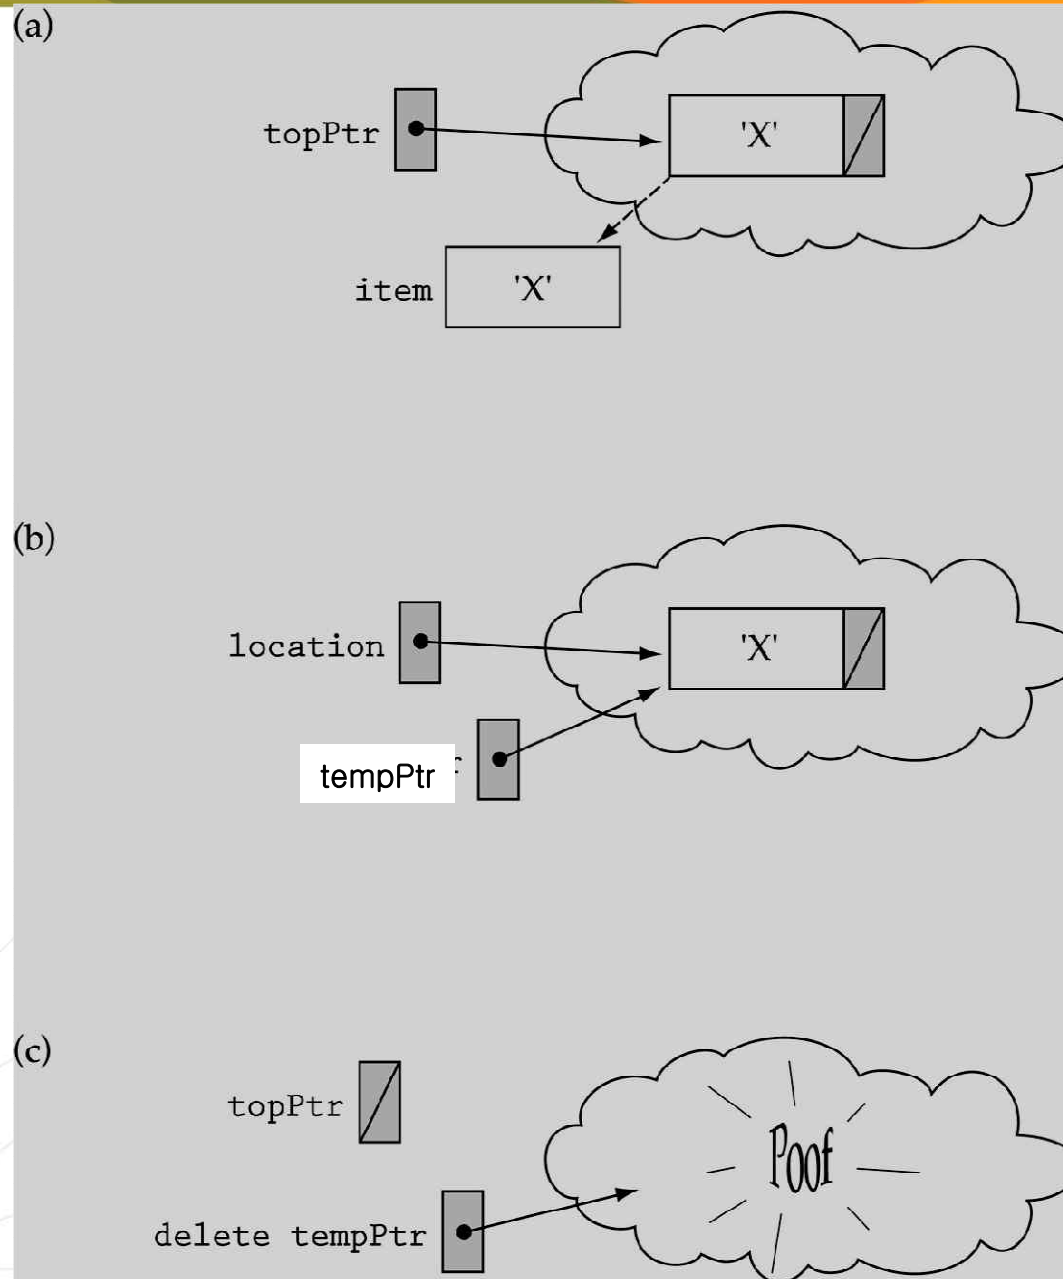 (a)
topPtr
'X'
item
'X'
(b)
location
'X'
tempPtr
(c)
topPtr
Poof
delete tempPtr